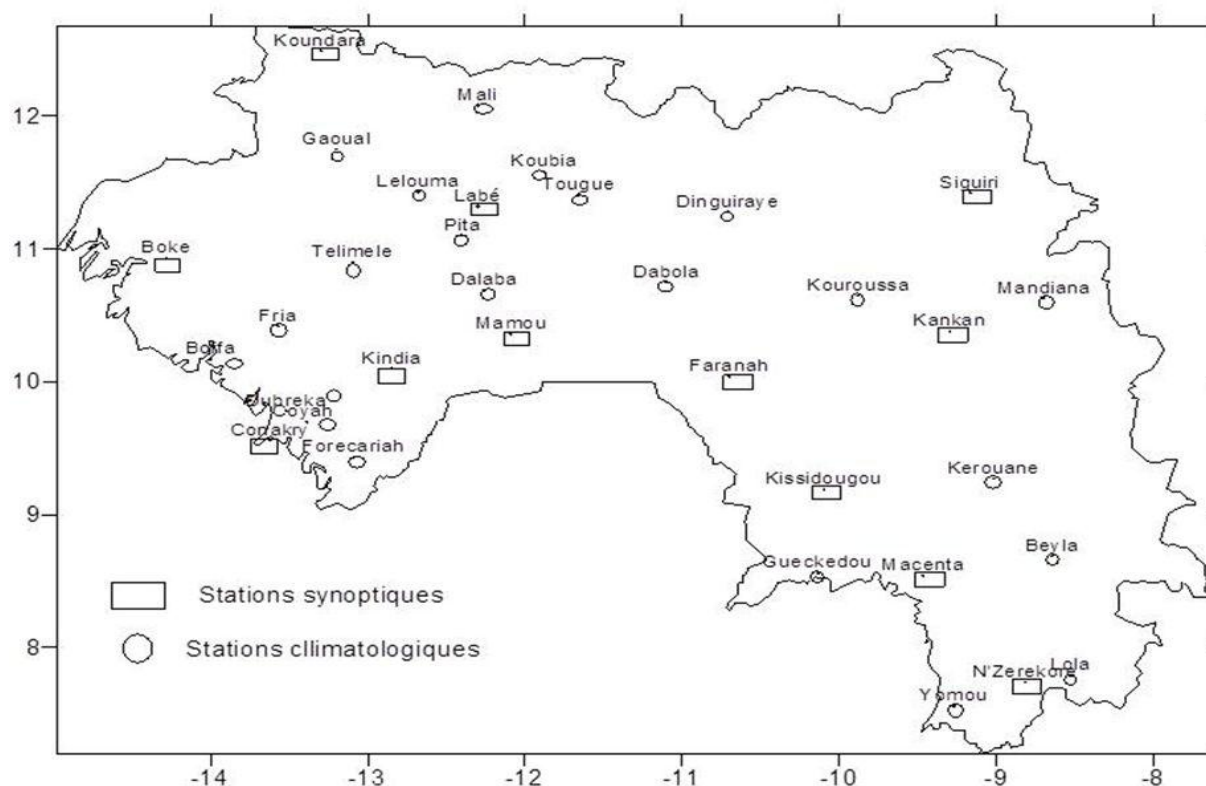 Koundara
Mali
12
Gaoual
Koubia
Lelouma
Tougue
Labé
Siguiri
Dinguiraye
Pita
Boke
11
Telimele
Dalaba
Dabola
Kouroussa
Mandiana
Fria
Mamou
Kankan
Boffa
Kindia
Faranah
10
Dubreka
Coyah
Conakry
Forecariah
Kissidougou
Kerouane
9
Gueckedou
Macenta
Beyla
Stations synoptiques
8
Stations cllimatologiques
N'Zerekore
Lola
Yomou
-14
-13
-12
-11
-10
-9
-8